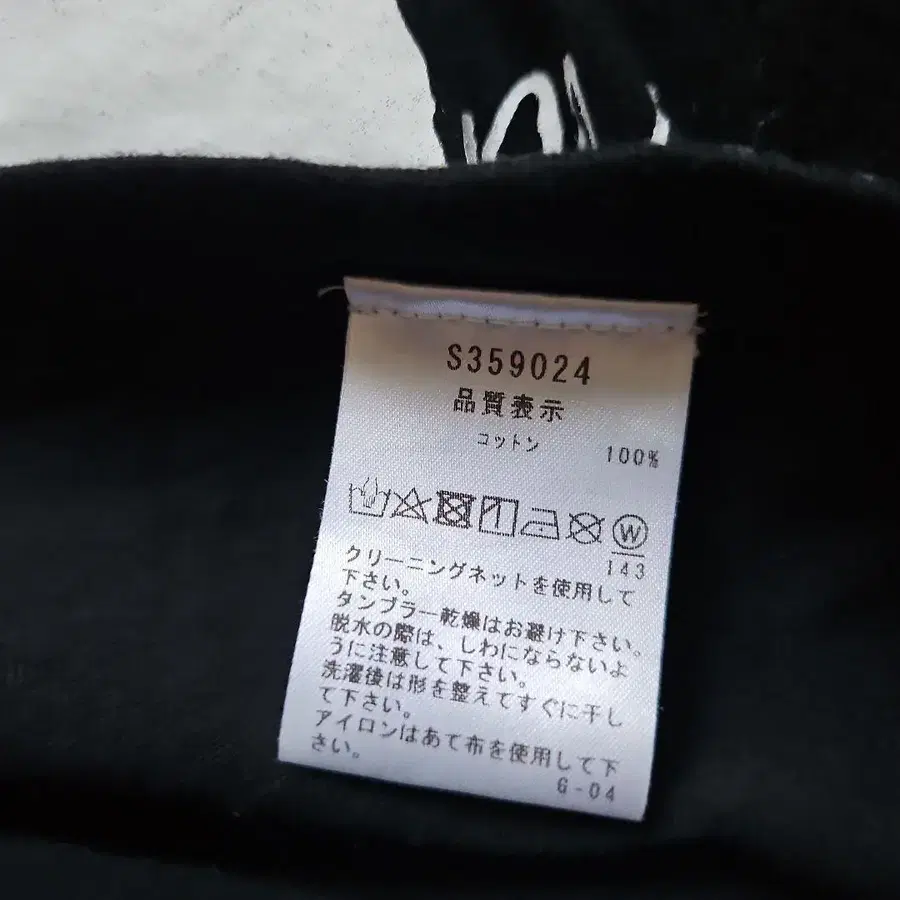 S359024
品質表示
コットン 100%
W
143
クリーニングネットを使用して
下さい。
タンブラー乾燥はお避け下さい。
脱水の際は、しわにならないよ
うに注意して下さい。
洗濯後は形を整えてすぐに干し
て下さい。
アイロンはあて布を使用して下
さい。
G-04